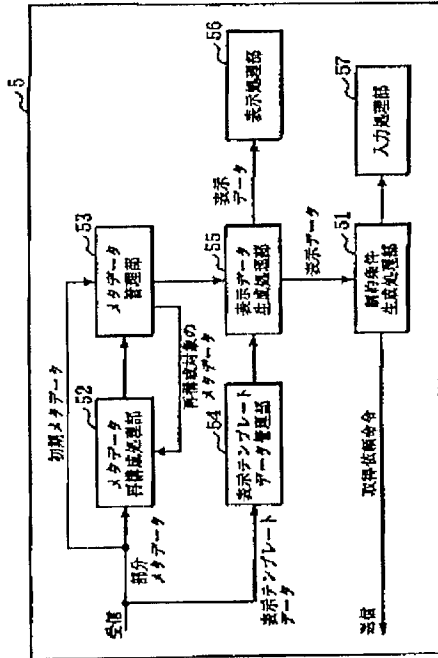 5
初期メタデータ
受信
部分
メタデータ
52
メタデータ
再構成処理部
53
メタデータ
管理部
再構成対象の
メタデータ
表示テンプレート
データ
54
表示テンプレート
データ管理部
55
表示データ
生成処理部
表示
データ
56
表示処理部
表示データ
51
制約条件
生成処理部
57
入力処理部
取得依頼命令
送信